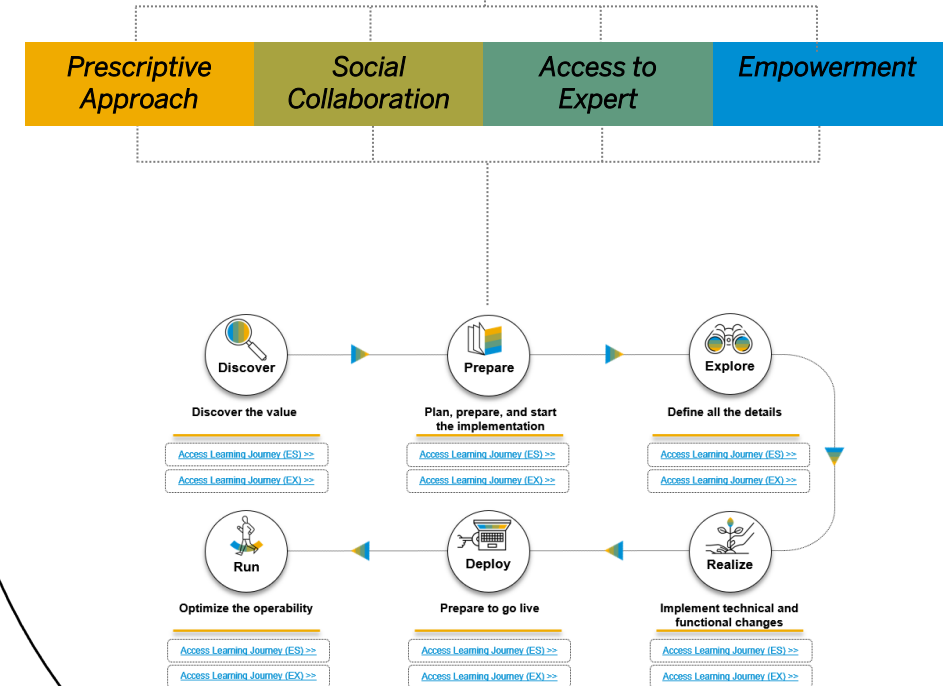 Prescriptive
Approach
Social
Collaboration
Access to
Expert
Empowerment
Discover
Discover the value
Access Learning Journey (ES) >>
Access Learning Journey (EX) >>
Prepare
Plan, prepare, and start
the implementation
Access Learning Journey (ES) >>
Access Learning Journey (EX) >>
Explore
Define all the details
Access Learning Journey (ES) >>
Access Learning Journey (EX) >>
Realize
Implement technical and
functional changes
Access Learning Journey (ES) >>
Access Learning Journey (EX) >>
Deploy
Prepare to go live
Access Learning Journey (ES) >>
Access Learning Journey (EX) >>
Run
Optimize the operability
Access Learning Journey (ES) >>
Access Learning Journey (EX) >>